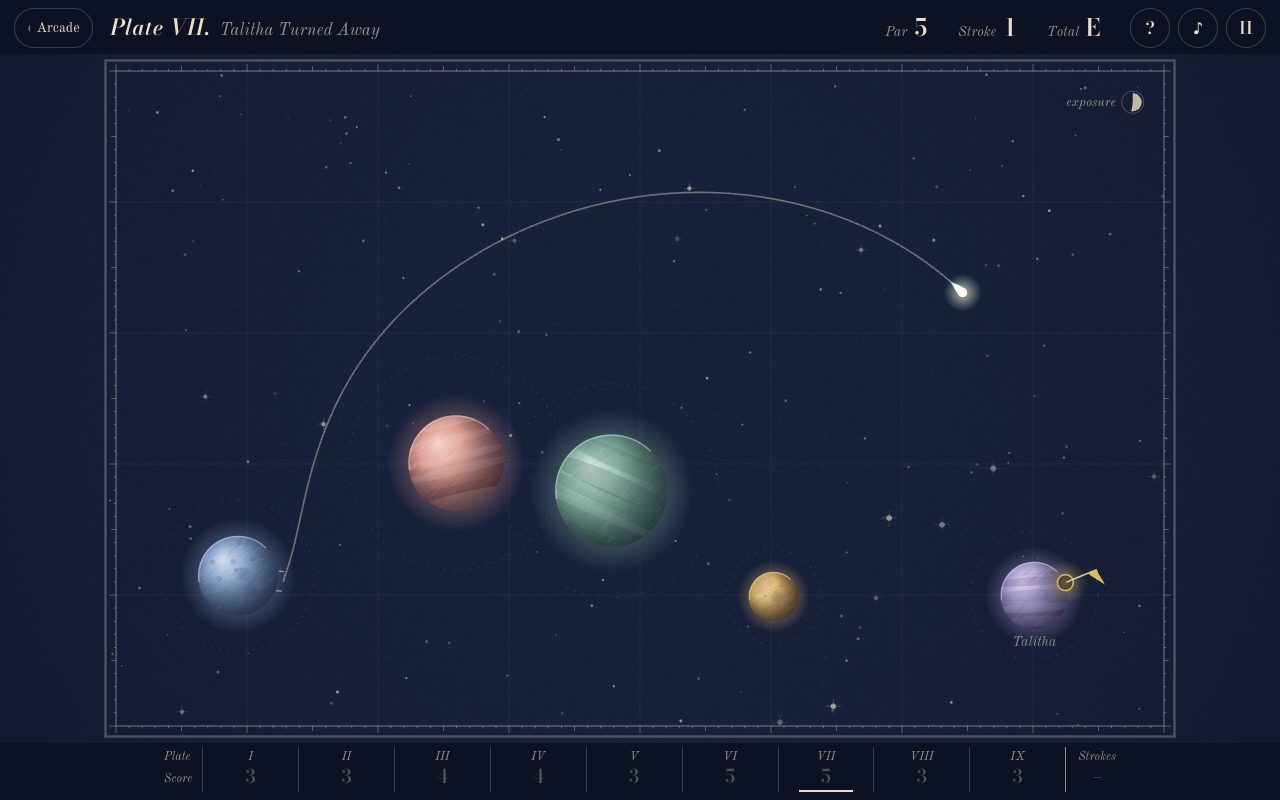 ‹ Arcade
Plate VII. Talitha Turned Away
Par 5 Stroke 1 Total E
? ♪ II
exposure
Talitha
Plate I II III IV V VI VII VIII IX Strokes
Score 3 3 4 4 3 5 5 3 3 –